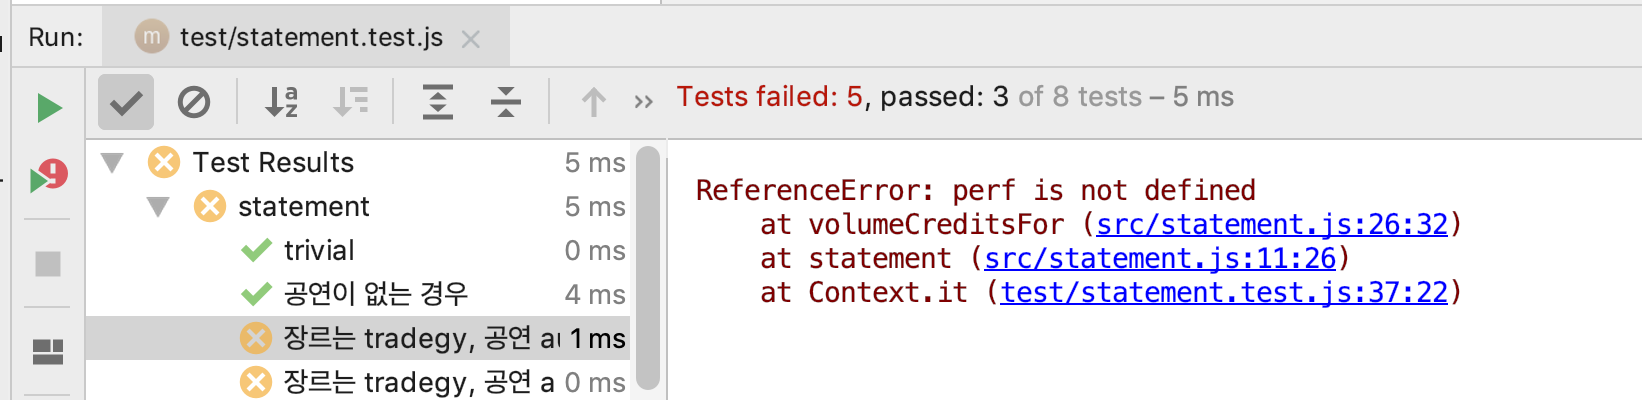 Run: m test/statement.test.js
Tests failed: 5, passed: 3 of 8 tests – 5 ms
Test Results 5 ms
statement 5 ms
trivial 0 ms
공연이 없는 경우 4 ms
장르는 tradegy, 공연 au 1 ms
장르는 tradegy, 공연 a 0 ms
ReferenceError: perf is not defined
at volumeCreditsFor (src/statement.js:26:32)
at statement (src/statement.js:11:26)
at Context.it (test/statement.test.js:37:22)